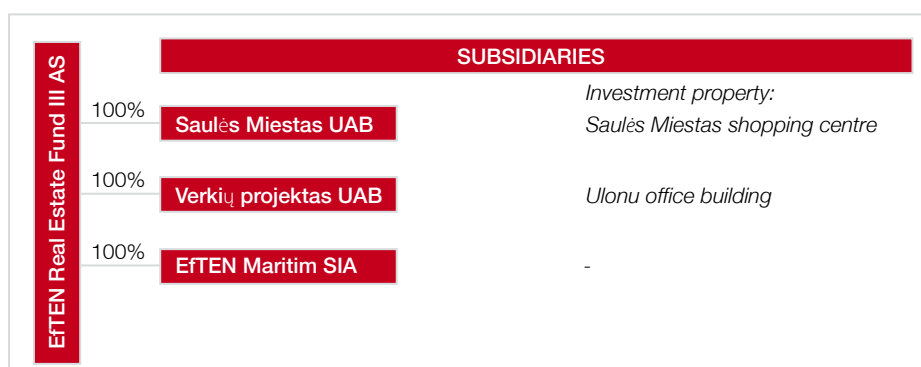 EfTEN Real Estate Fund III AS
SUBSIDIARIES
Investment property:
100%
Saulės Miestas UAB
Saulės Miestas shopping centre
100%
Verkių projektas UAB
Ulonu office building
100%
EfTEN Maritim SIA
-